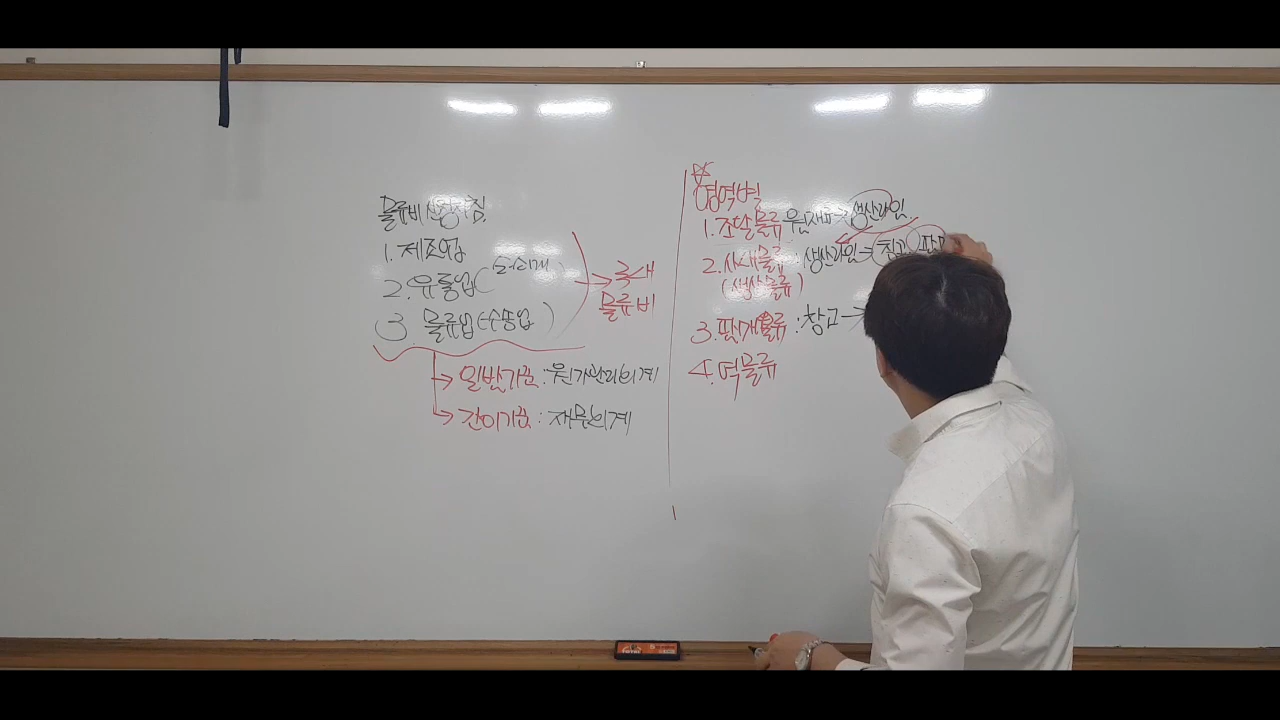 물류비 산정지침
1. 제조업
2. 유통업 (도·소매)
3. 물류업 (수송업)
→ 국내
물류비
→ 일반기준 : 원가관리회계
→ 간이기준 : 재무회계
☆
영역별
1. 조달물류 원재료 → 생산라인
2. 사내물류 : 생산라인 → 창고
(생산물류)
3. 판매물류 : 창고 →
4. 역물류